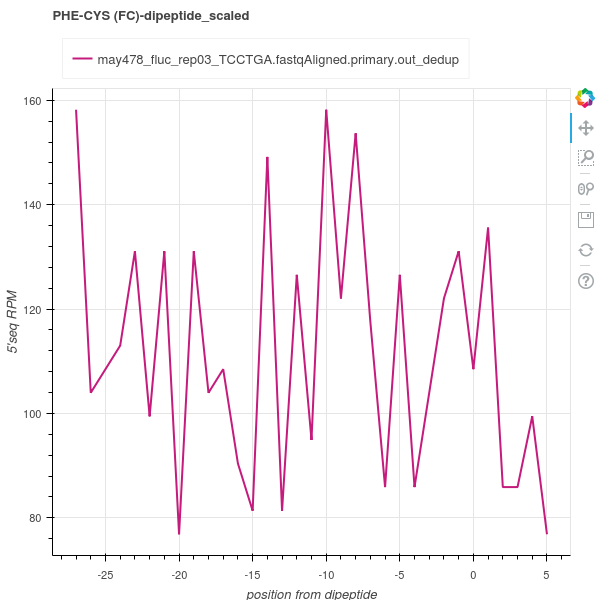 PHE-CYS (FC)-dipeptide_scaled
may478_fluc_rep03_TCCTGA.fastqAligned.primary.out_dedup
160
140
120
100
80
5'seq RPM
-25 -20 -15 -10 -5 0 5
position from dipeptide